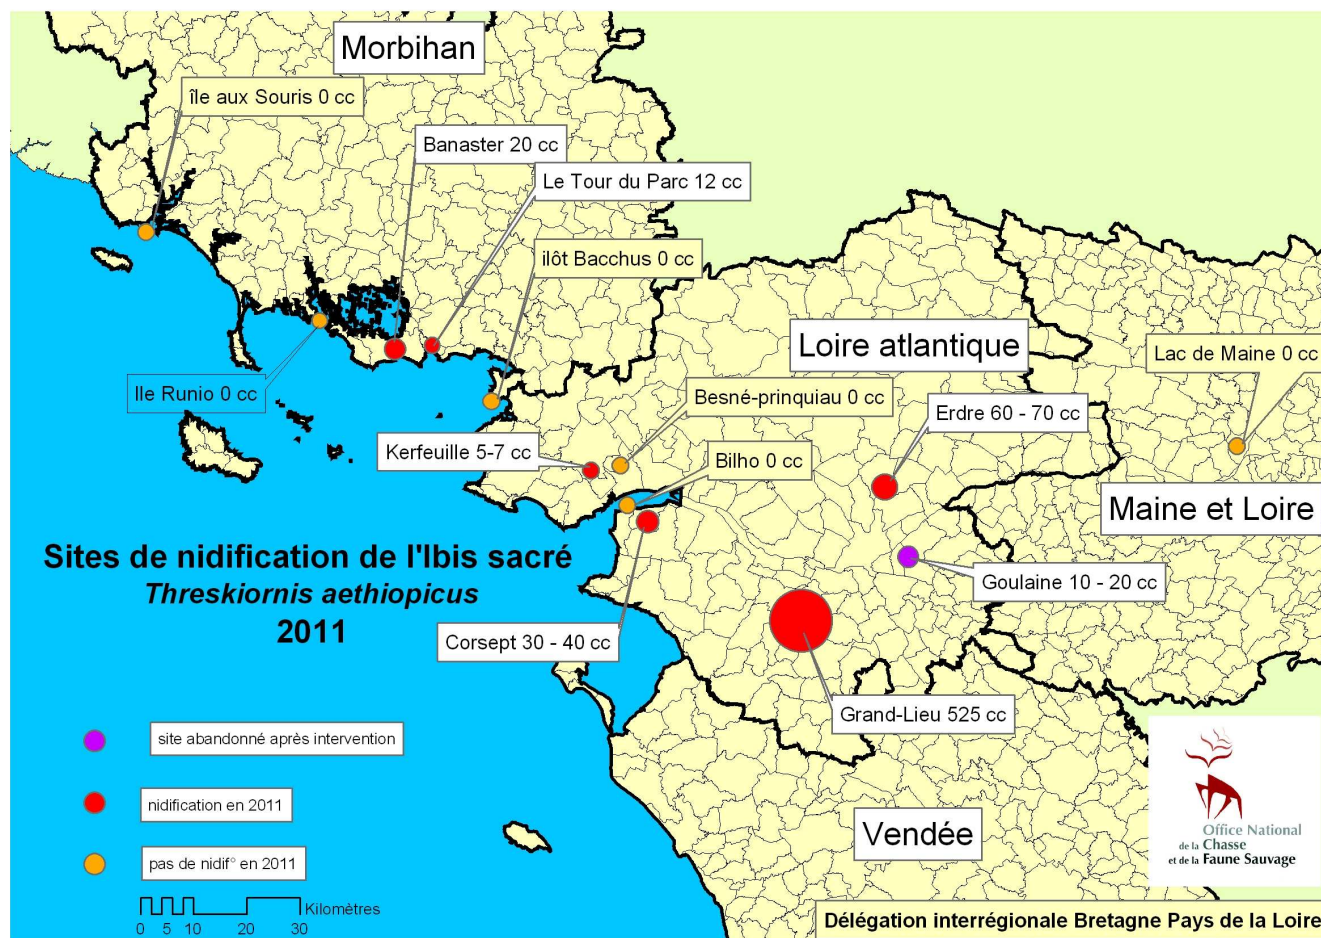 Morbihan
île aux Souris 0 cc
Banaster 20 cc
Le Tour du Parc 12 cc
ilôt Bacchus 0 cc
Loire atlantique
Lac de Maine 0 cc
Ile Runio 0 cc
Besné-prinquiau 0 cc
Erdre 60 - 70 cc
Kerfeuille 5-7 cc
Bilho 0 cc
Maine et Loire
Sites de nidification de l'Ibis sacré
Threskiornis aethiopicus
2011
Goulaine 10 - 20 cc
Corsept 30 - 40 cc
Grand-Lieu 525 cc
site abandonné après intervention
nidification en 2011
pas de nidif° en 2011
Vendée
Office National
de la Chasse
et de la Faune Sauvage
Kilomètres
0 5 10 20 30
Délégation interrégionale Bretagne Pays de la Loire